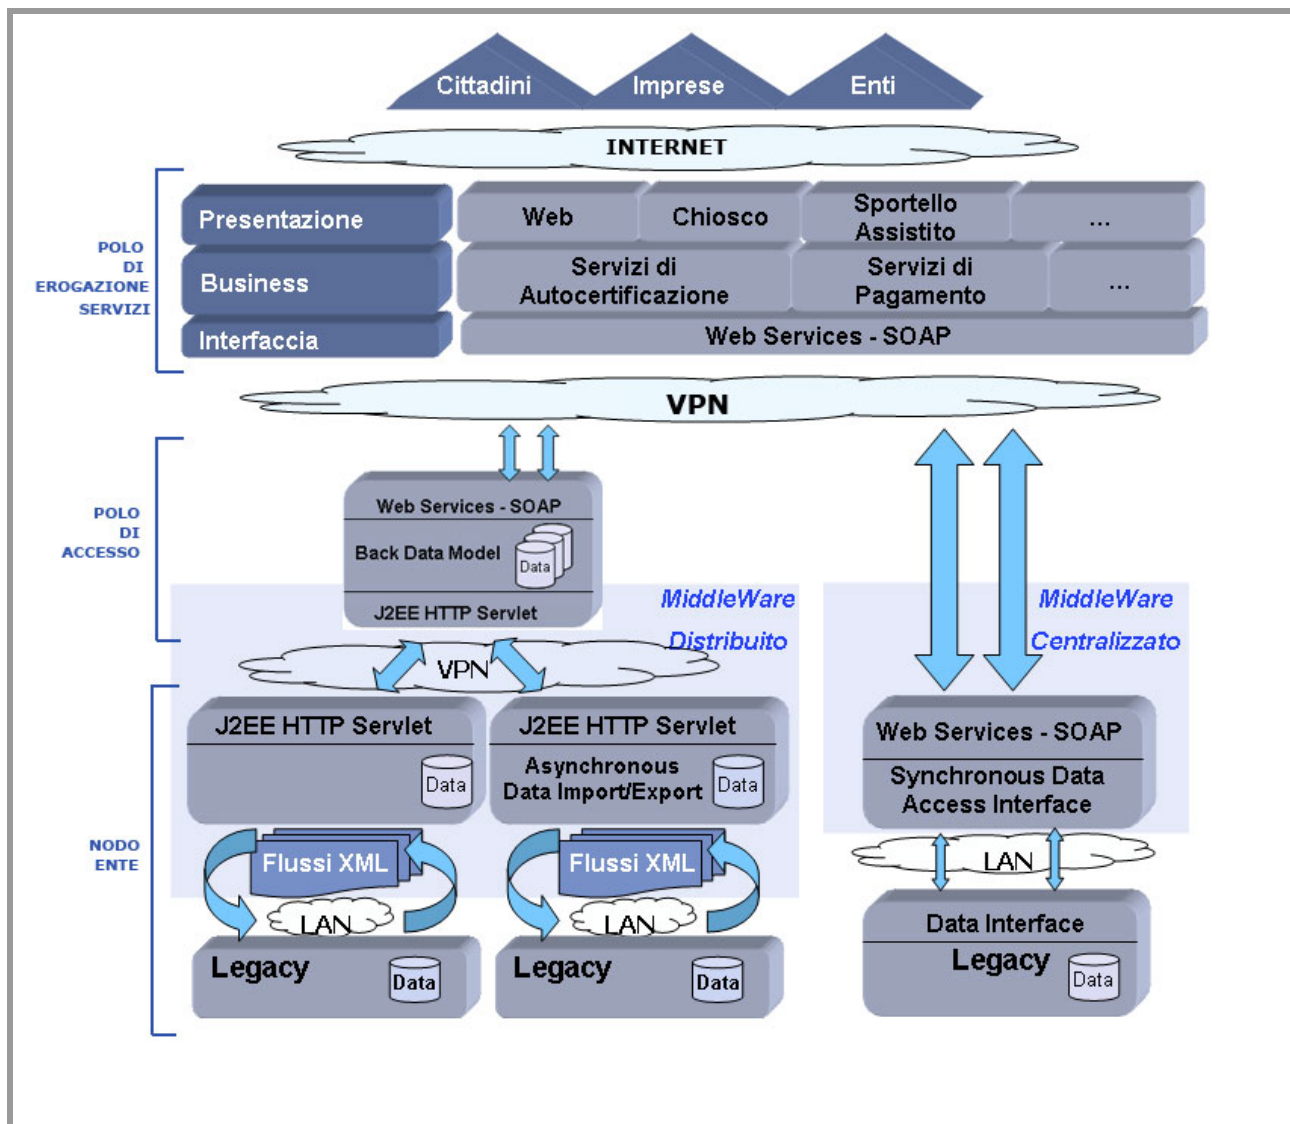 Cittadini
Imprese
Enti
INTERNET
POLO
DI
EROGAZIONE
SERVIZI
Presentazione
Web
Chiosco
Sportello
Assistito
...
Business
Servizi di
Autocertificazione
Servizi di
Pagamento
...
Interfaccia
Web Services - SOAP
VPN
POLO
DI
ACCESSO
Web Services - SOAP
Back Data Model
Data
J2EE HTTP Servlet
MiddleWare
Distribuito
MiddleWare
Centralizzato
VPN
NODO
ENTE
J2EE HTTP Servlet
Data
J2EE HTTP Servlet
Asynchronous
Data Import/Export
Data
Web Services - SOAP
Synchronous Data
Access Interface
Flussi XML
Flussi XML
LAN
LAN
LAN
Legacy
Data
Legacy
Data
Data Interface
Legacy
Data